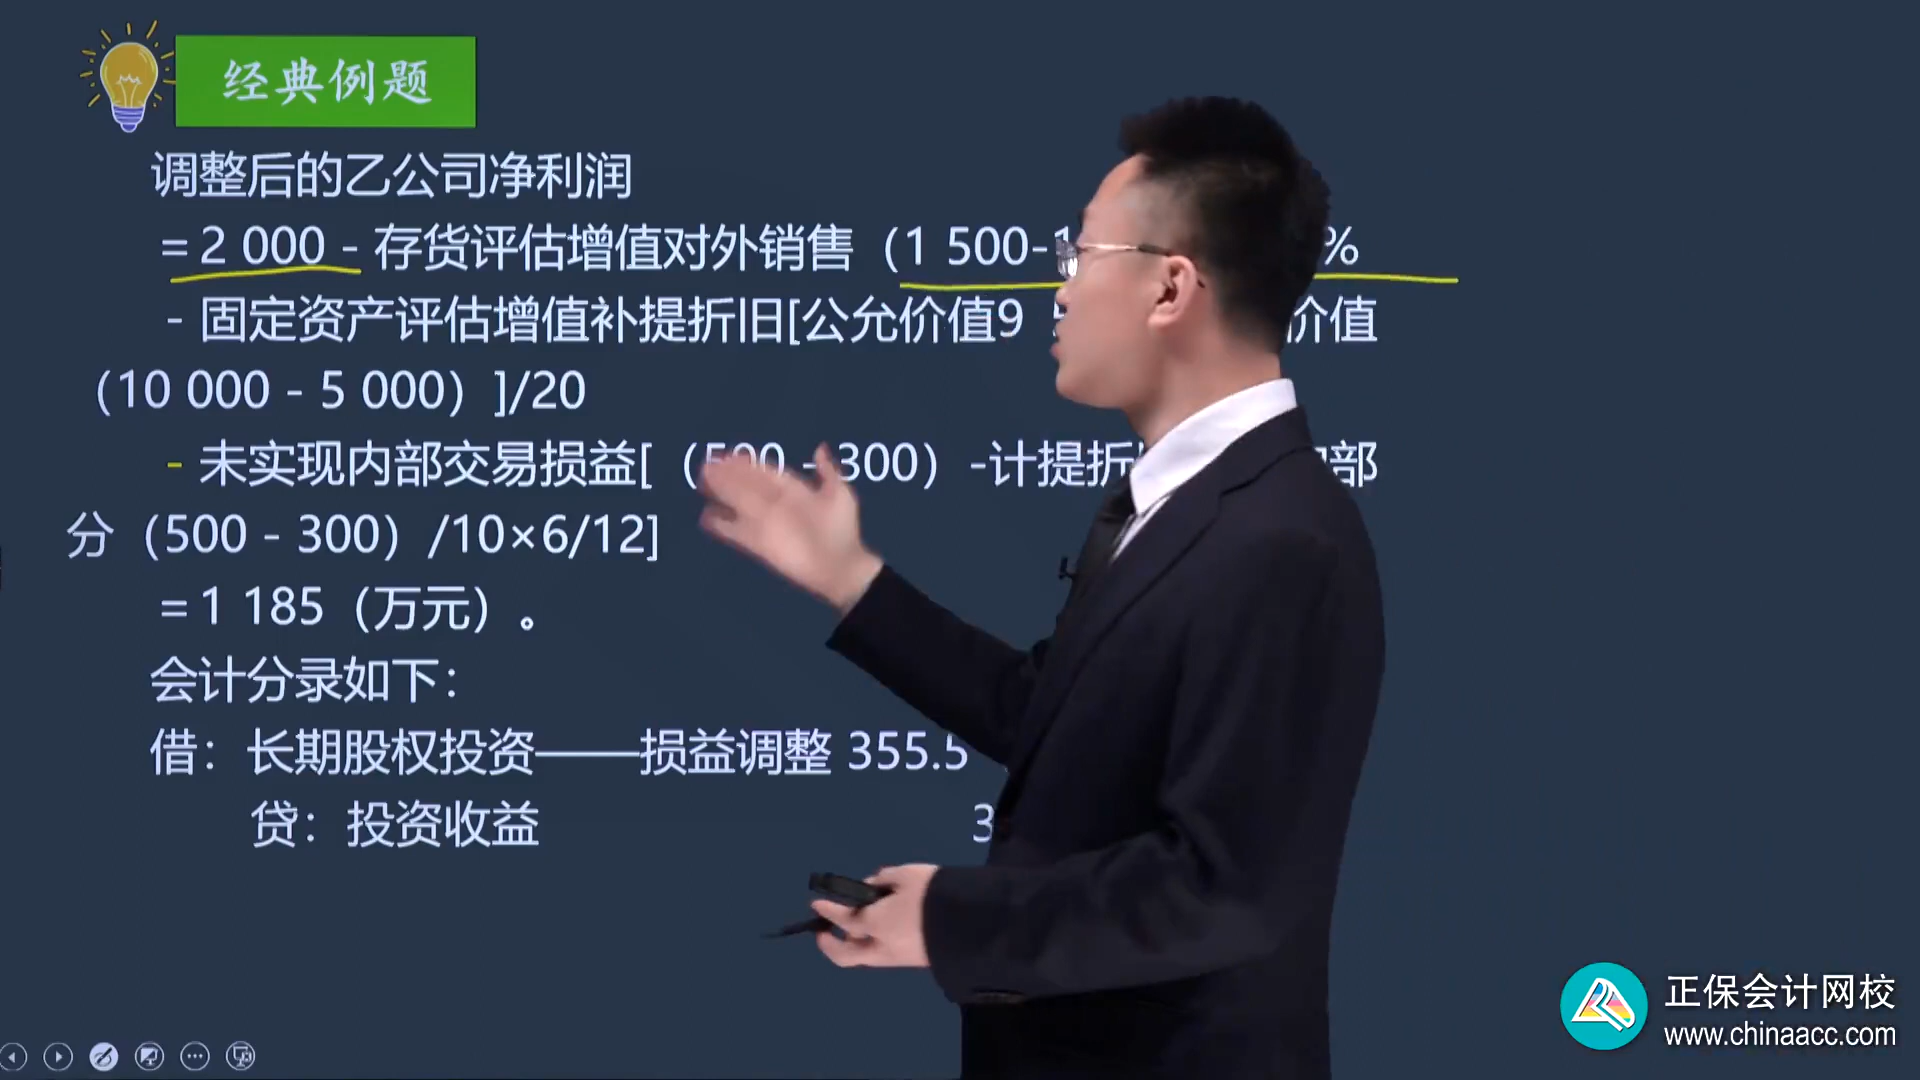 经典例题
调整后的乙公司净利润
=2 000 - 存货评估增值对外销售（1 500- %
- 固定资产评估增值补提折旧[公允价值9 价值
（10 000 - 5 000）]/20
- 未实现内部交易损益[（500 - 300）-计提折 部
分（500 - 300）/10×6/12]
=1 185（万元）。
会计分录如下：
借：长期股权投资——损益调整 355.5
贷：投资收益 3
正保会计网校
www.chinaacc.com